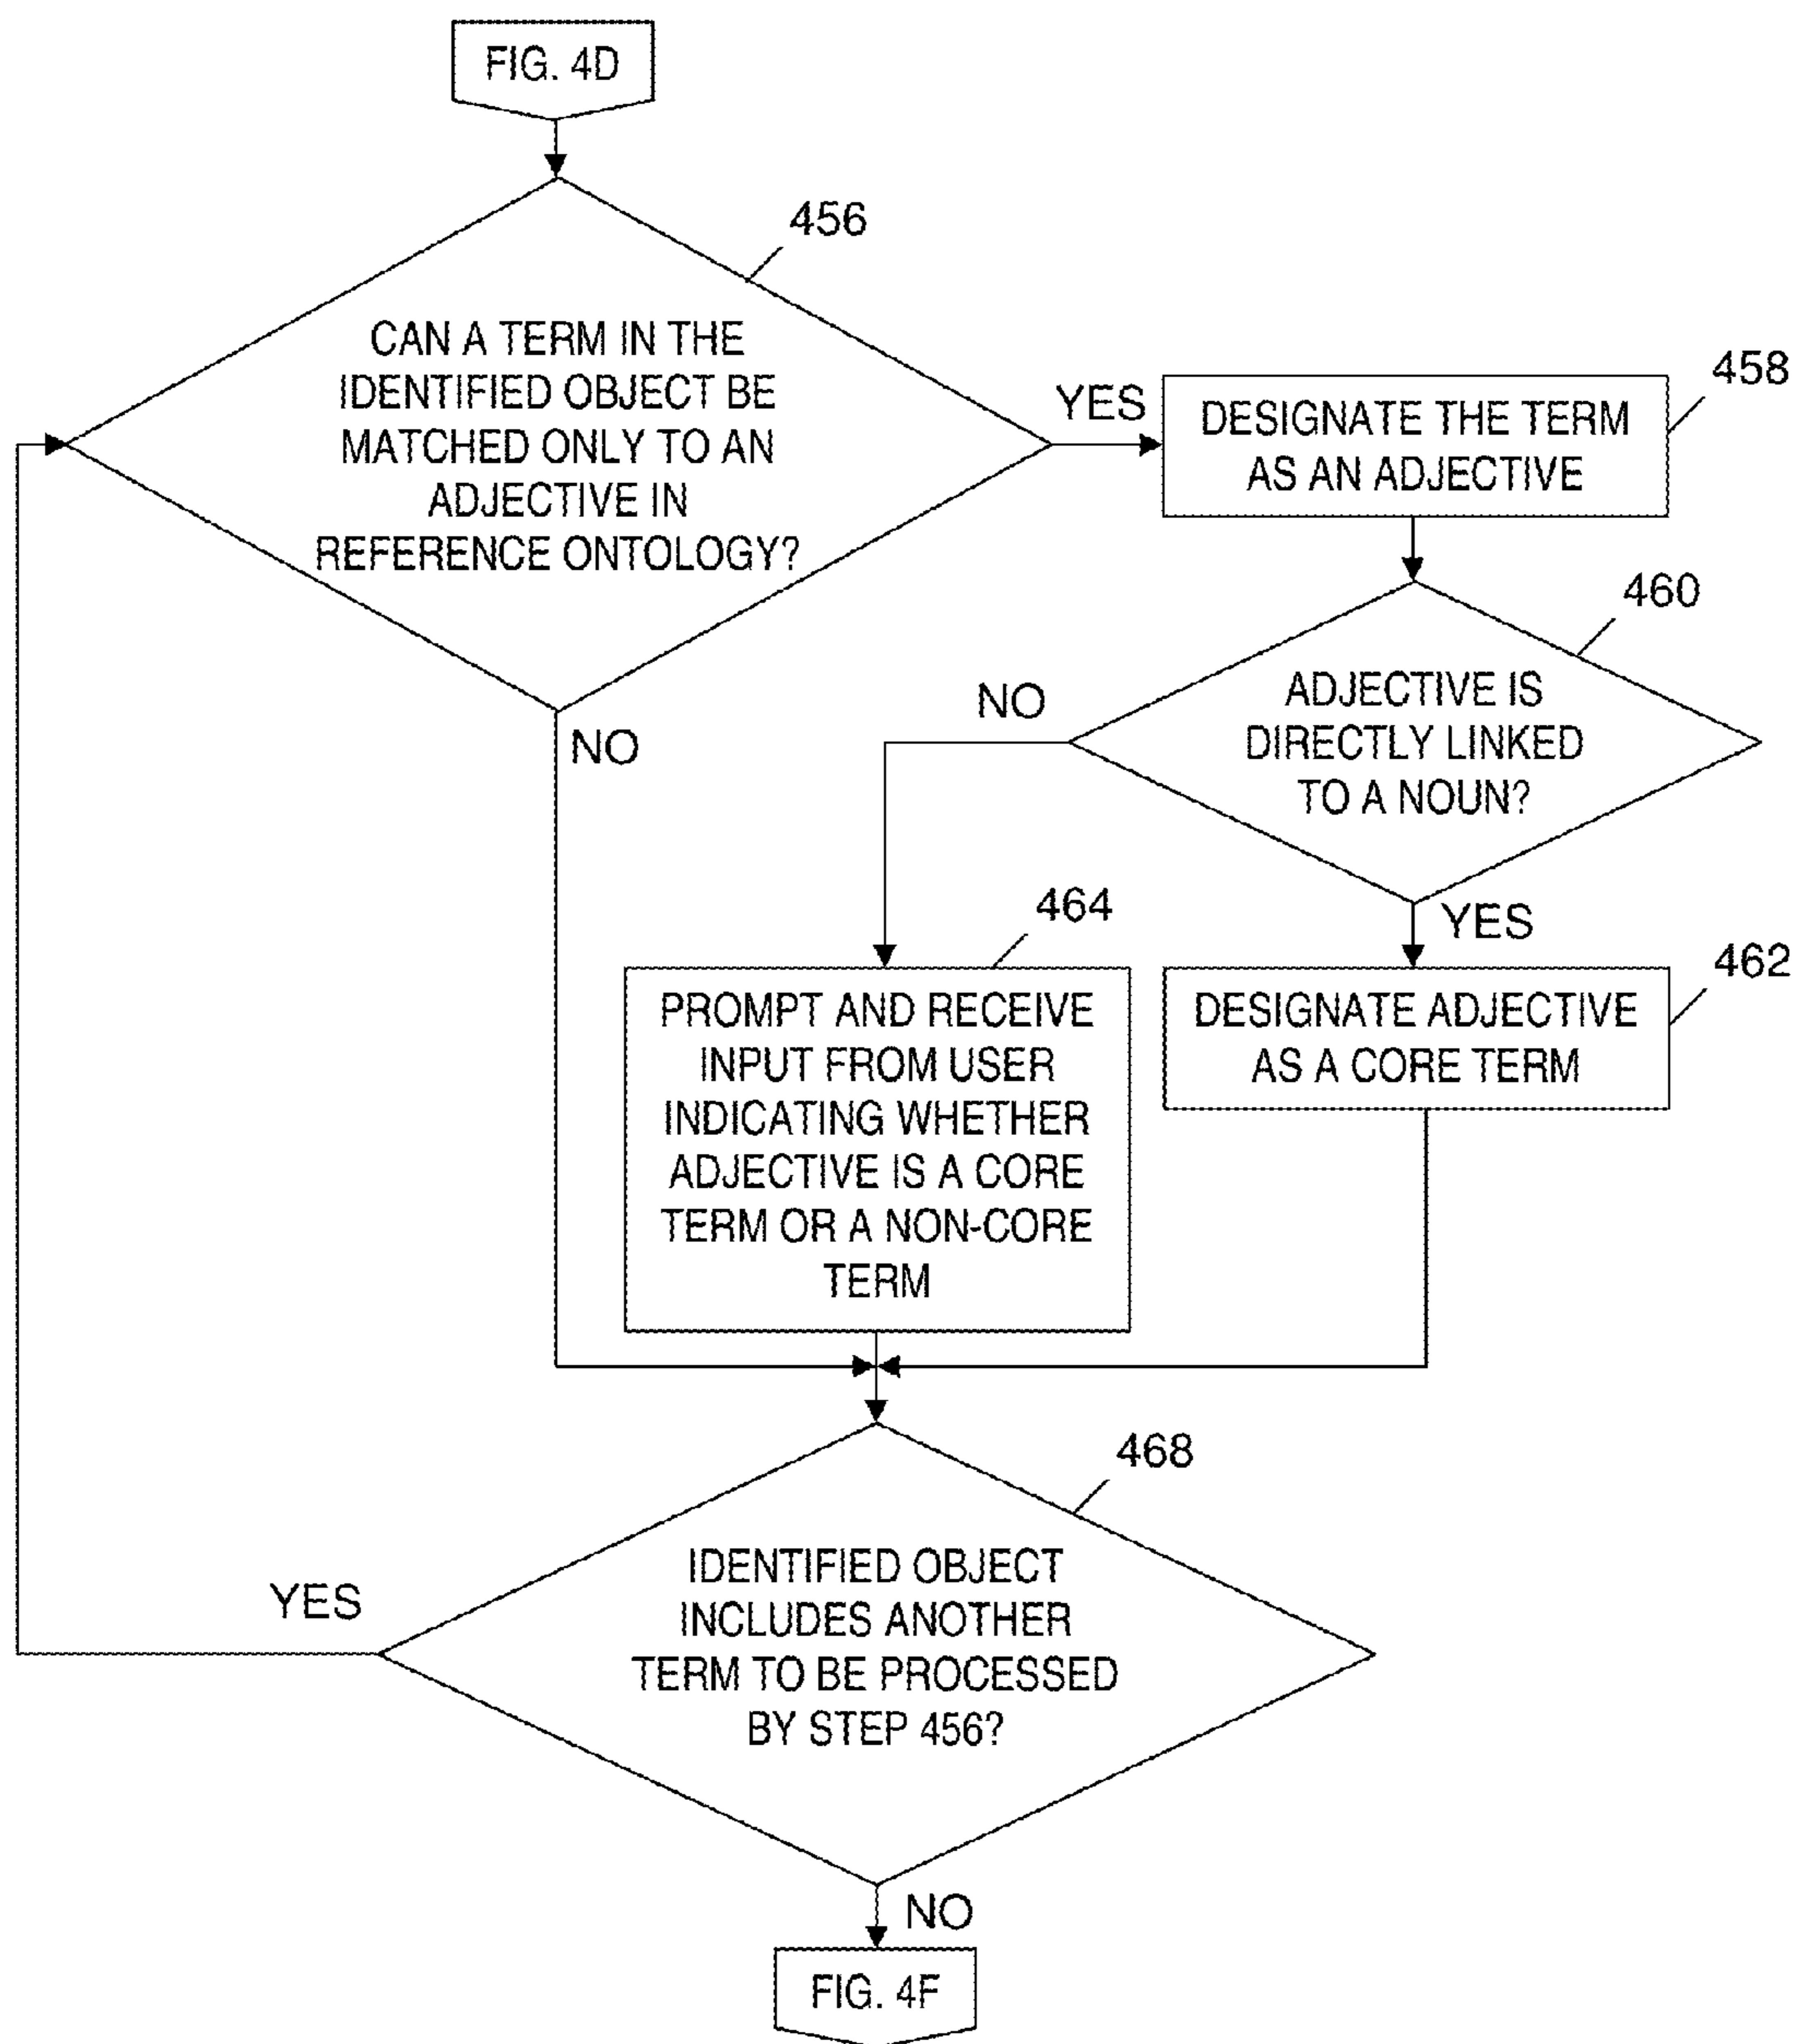 FIG. 4D
456
CAN A TERM IN THE
IDENTIFIED OBJECT BE
MATCHED ONLY TO AN
ADJECTIVE IN
REFERENCE ONTOLOGY?
YES
NO
458
DESIGNATE THE TERM
AS AN ADJECTIVE
460
ADJECTIVE IS
DIRECTLY LINKED
TO A NOUN?
NO
YES
464
PROMPT AND RECEIVE
INPUT FROM USER
INDICATING WHETHER
ADJECTIVE IS A CORE
TERM OR A NON-CORE
TERM
462
DESIGNATE ADJECTIVE
AS A CORE TERM
468
IDENTIFIED OBJECT
INCLUDES ANOTHER
TERM TO BE PROCESSED
BY STEP 456?
YES
NO
FIG. 4F